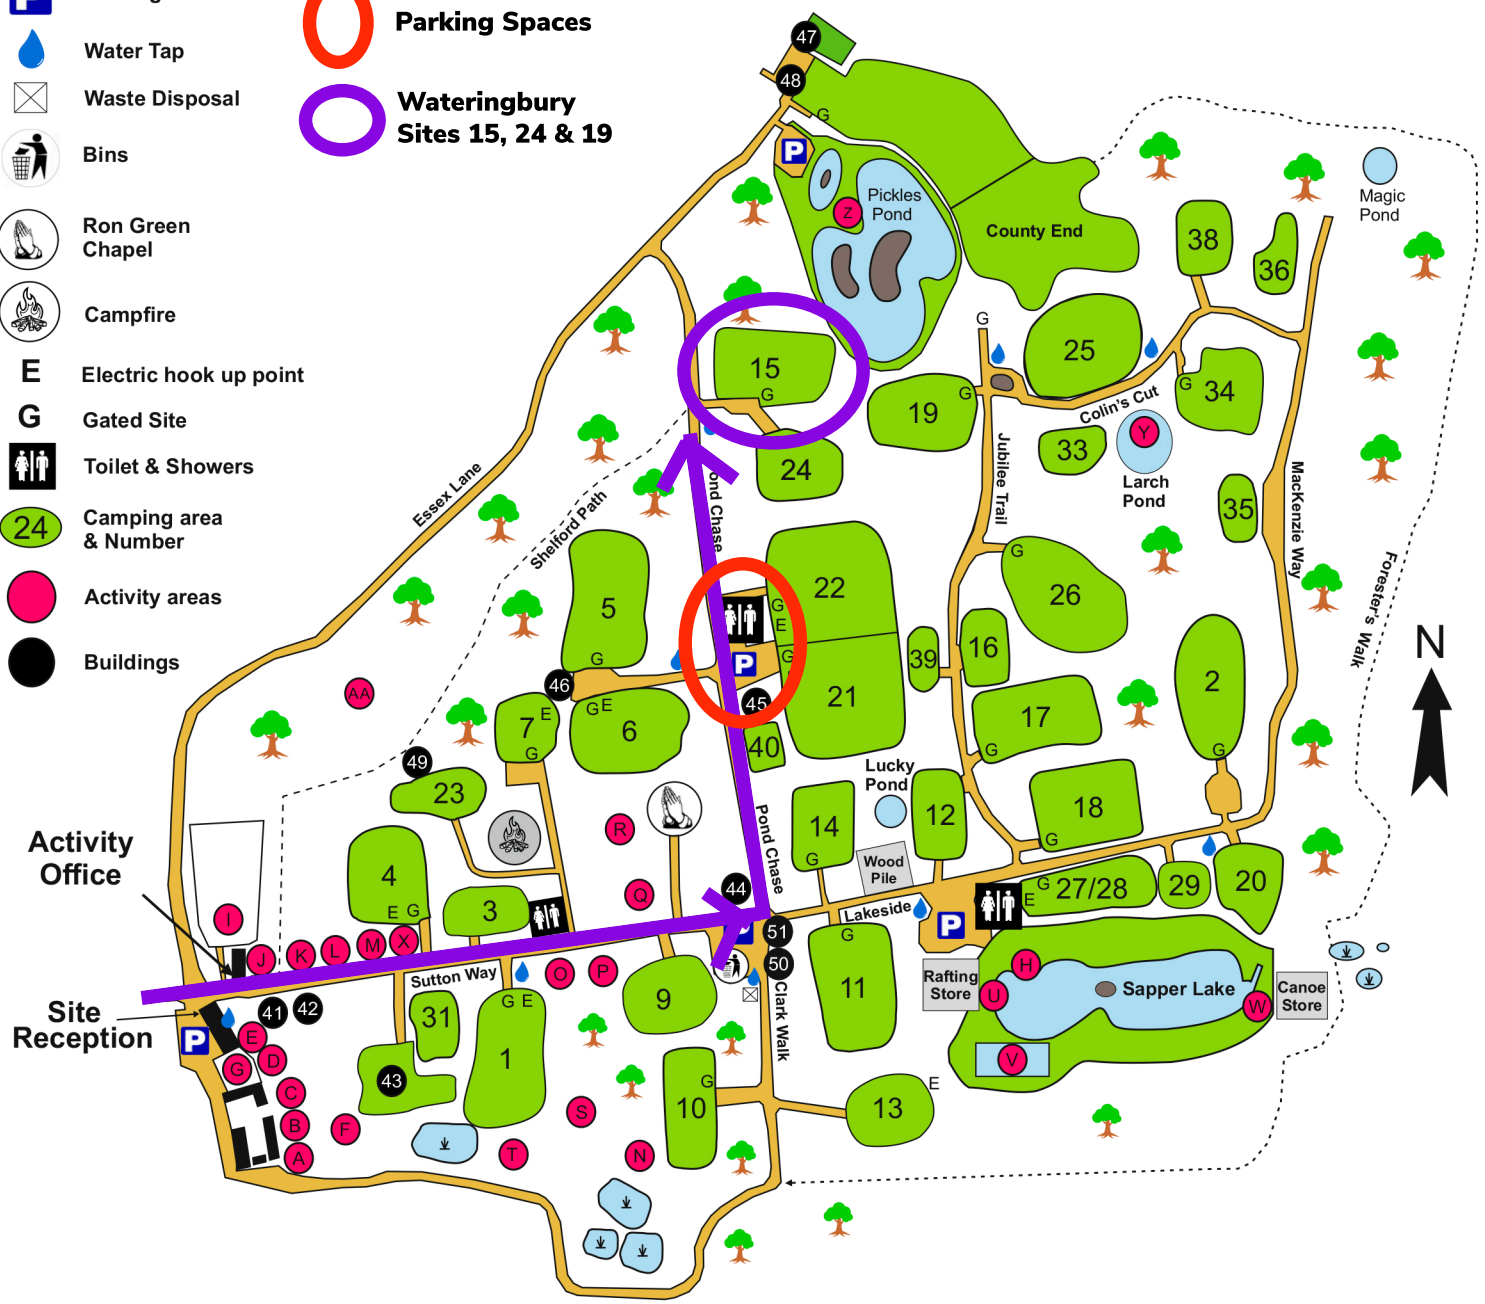 Parking Spaces
Wateringbury
Sites 15, 24 & 19
Water Tap
Waste Disposal
Bins
Ron Green
Chapel
Campfire
E
Electric hook up point
G
Gated Site
Toilet & Showers
24
Camping area
& Number
Activity areas
Buildings
47
48
G
P
Z
Pickles
Pond
County End
Magic
Pond
38
36
15
G
G
19
G
25
G
34
Colin's Cut
33
Y
Larch
Pond
24
Essex Lane
Shelford Path
ond Chase
Jubilee Trail
35
MacKenzie Way
Forester's Walk
N
5
G
22
G
E
G
P
21
G
26
39
16
2
G
AA
46
G E
6
7
E
G
45
40
17
G
49
23
Lucky
Pond
12
18
G
R
14
G
Wood
Pile
Pond Chase
Activity
Office
4
E G
3
Q
44
Lakeside
P
G
E
27/28
29
20
I
J
K
L
M
X
Sutton Way
O
P
51
50
G
11
9
Clark Walk
Rafting
Store
H
U
Sapper Lake
W
Canoe
Store
V
Site
Reception
P
41
42
E
D
G
C
B
A
F
31
G E
1
43
S
T
N
G
10
13
E